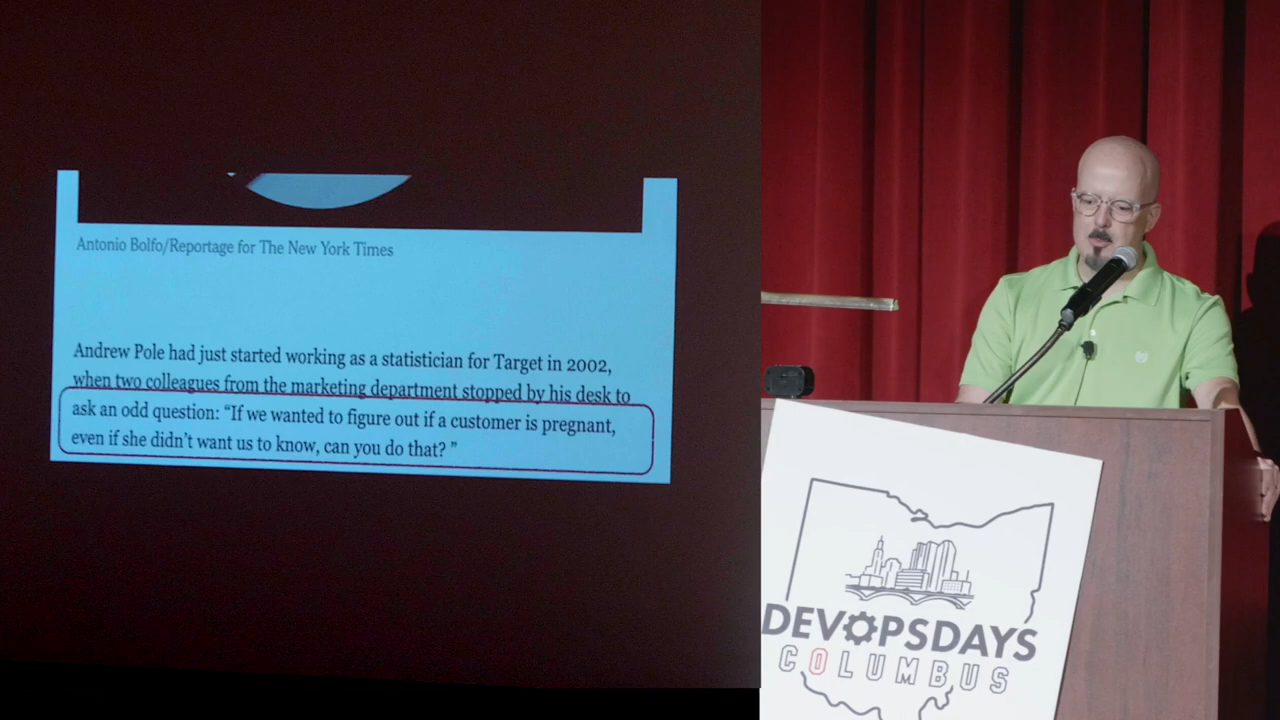 Antonio Bolfo/Reportage for The New York Times
Andrew Pole had just started working as a statistician for Target in 2002,
when two colleagues from the marketing department stopped by his desk to
ask an odd question: “If we wanted to figure out if a customer is pregnant,
even if she didn’t want us to know, can you do that? ”
DEVOPSDAYS
COLUMBUS